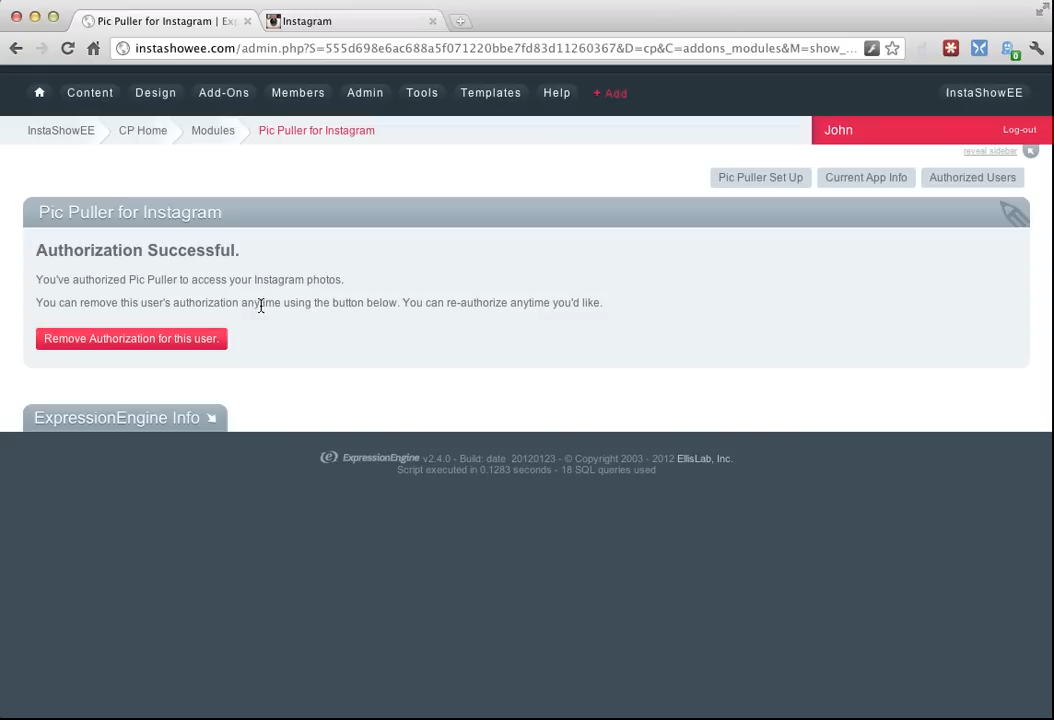 Pic Puller for Instagram | Ex
Instagram
instashowee.com/admin.php?S=555d698e6ac688a5f071220bbe7fd83d11260367&D=cp&C=addons_modules&M=show_...
0
Content Design Add-Ons Members Admin Tools Templates Help + Add InstaShowEE
InstaShowEE CP Home Modules Pic Puller for Instagram John Log-out
reveal sidebar
Pic Puller Set Up Current App Info Authorized Users
Pic Puller for Instagram
Authorization Successful.
You've authorized Pic Puller to access your Instagram photos.
You can remove this user's authorization anytime using the button below. You can re-authorize anytime you'd like.
Remove Authorization for this user.
ExpressionEngine Info
ExpressionEngine v2.4.0 - Build: date 20120123 - © Copyright 2003 - 2012 EllisLab, Inc.
Script executed in 0.1283 seconds - 18 SQL queries used